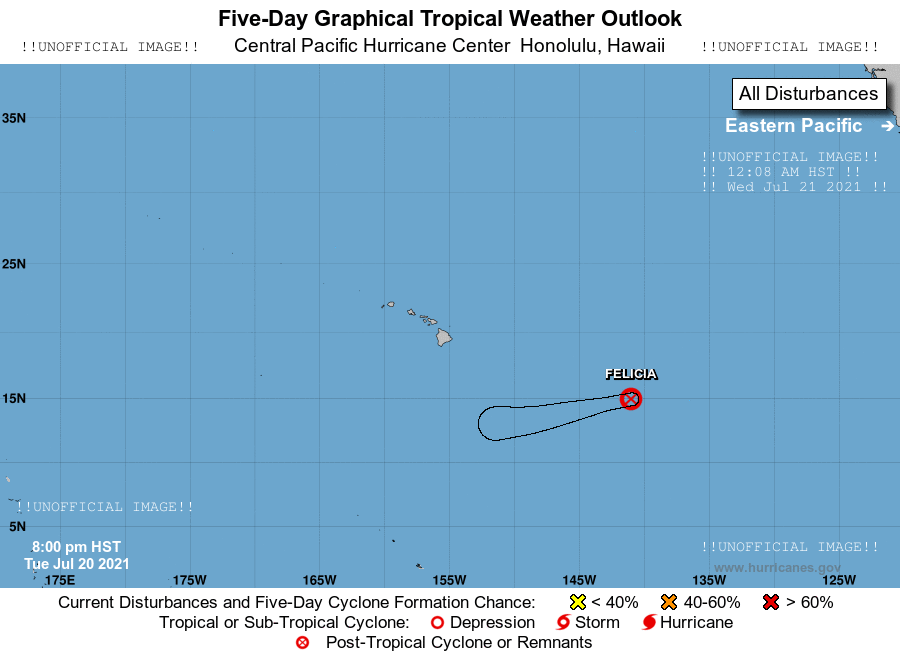 Five-Day Graphical Tropical Weather Outlook
!!UNOFFICIAL IMAGE!! Central Pacific Hurricane Center Honolulu, Hawaii !!UNOFFICIAL IMAGE!!
All Disturbances
35N
Eastern Pacific →
!!UNOFFICIAL IMAGE!!
!! 12:08 AM HST !!
!! Wed Jul 21 2021 !!
25N
FELICIA
15N
!!UNOFFICIAL IMAGE!!
5N
8:00 pm HST
Tue Jul 20 2021
!!UNOFFICIAL IMAGE!!
www.hurricanes.gov
175E 175W 165W 155W 145W 135W 125W
Current Disturbances and Five-Day Cyclone Formation Chance: < 40% 40-60% > 60%
Tropical or Sub-Tropical Cyclone: Depression Storm Hurricane
Post-Tropical Cyclone or Remnants